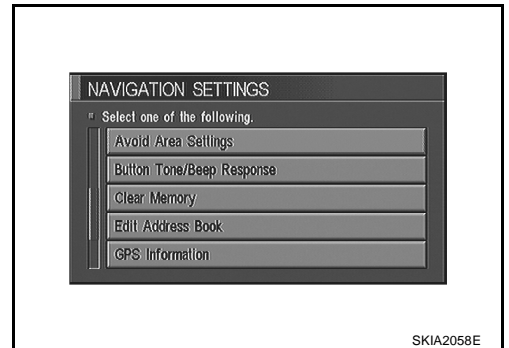 NAVIGATION SETTINGS
Select one of the following.
Avoid Area Settings
Button Tone/Beep Response
Clear Memory
Edit Address Book
GPS Information
SKIA2058E